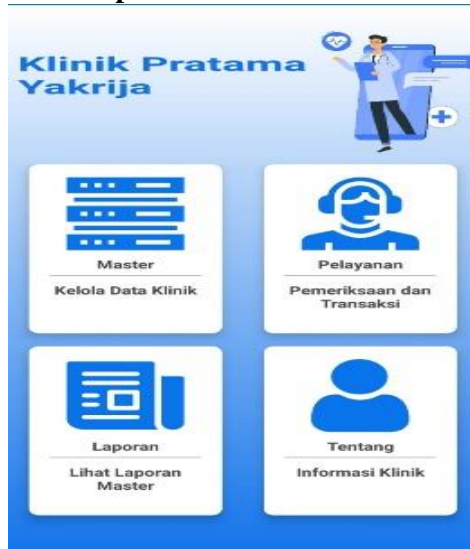 Klinik Pratama
Yakrija
Master
Kelola Data Klinik
Pelayanan
Pemeriksaan dan
Transaksi
Laporan
Lihat Laporan
Master
Tentang
Informasi Klinik